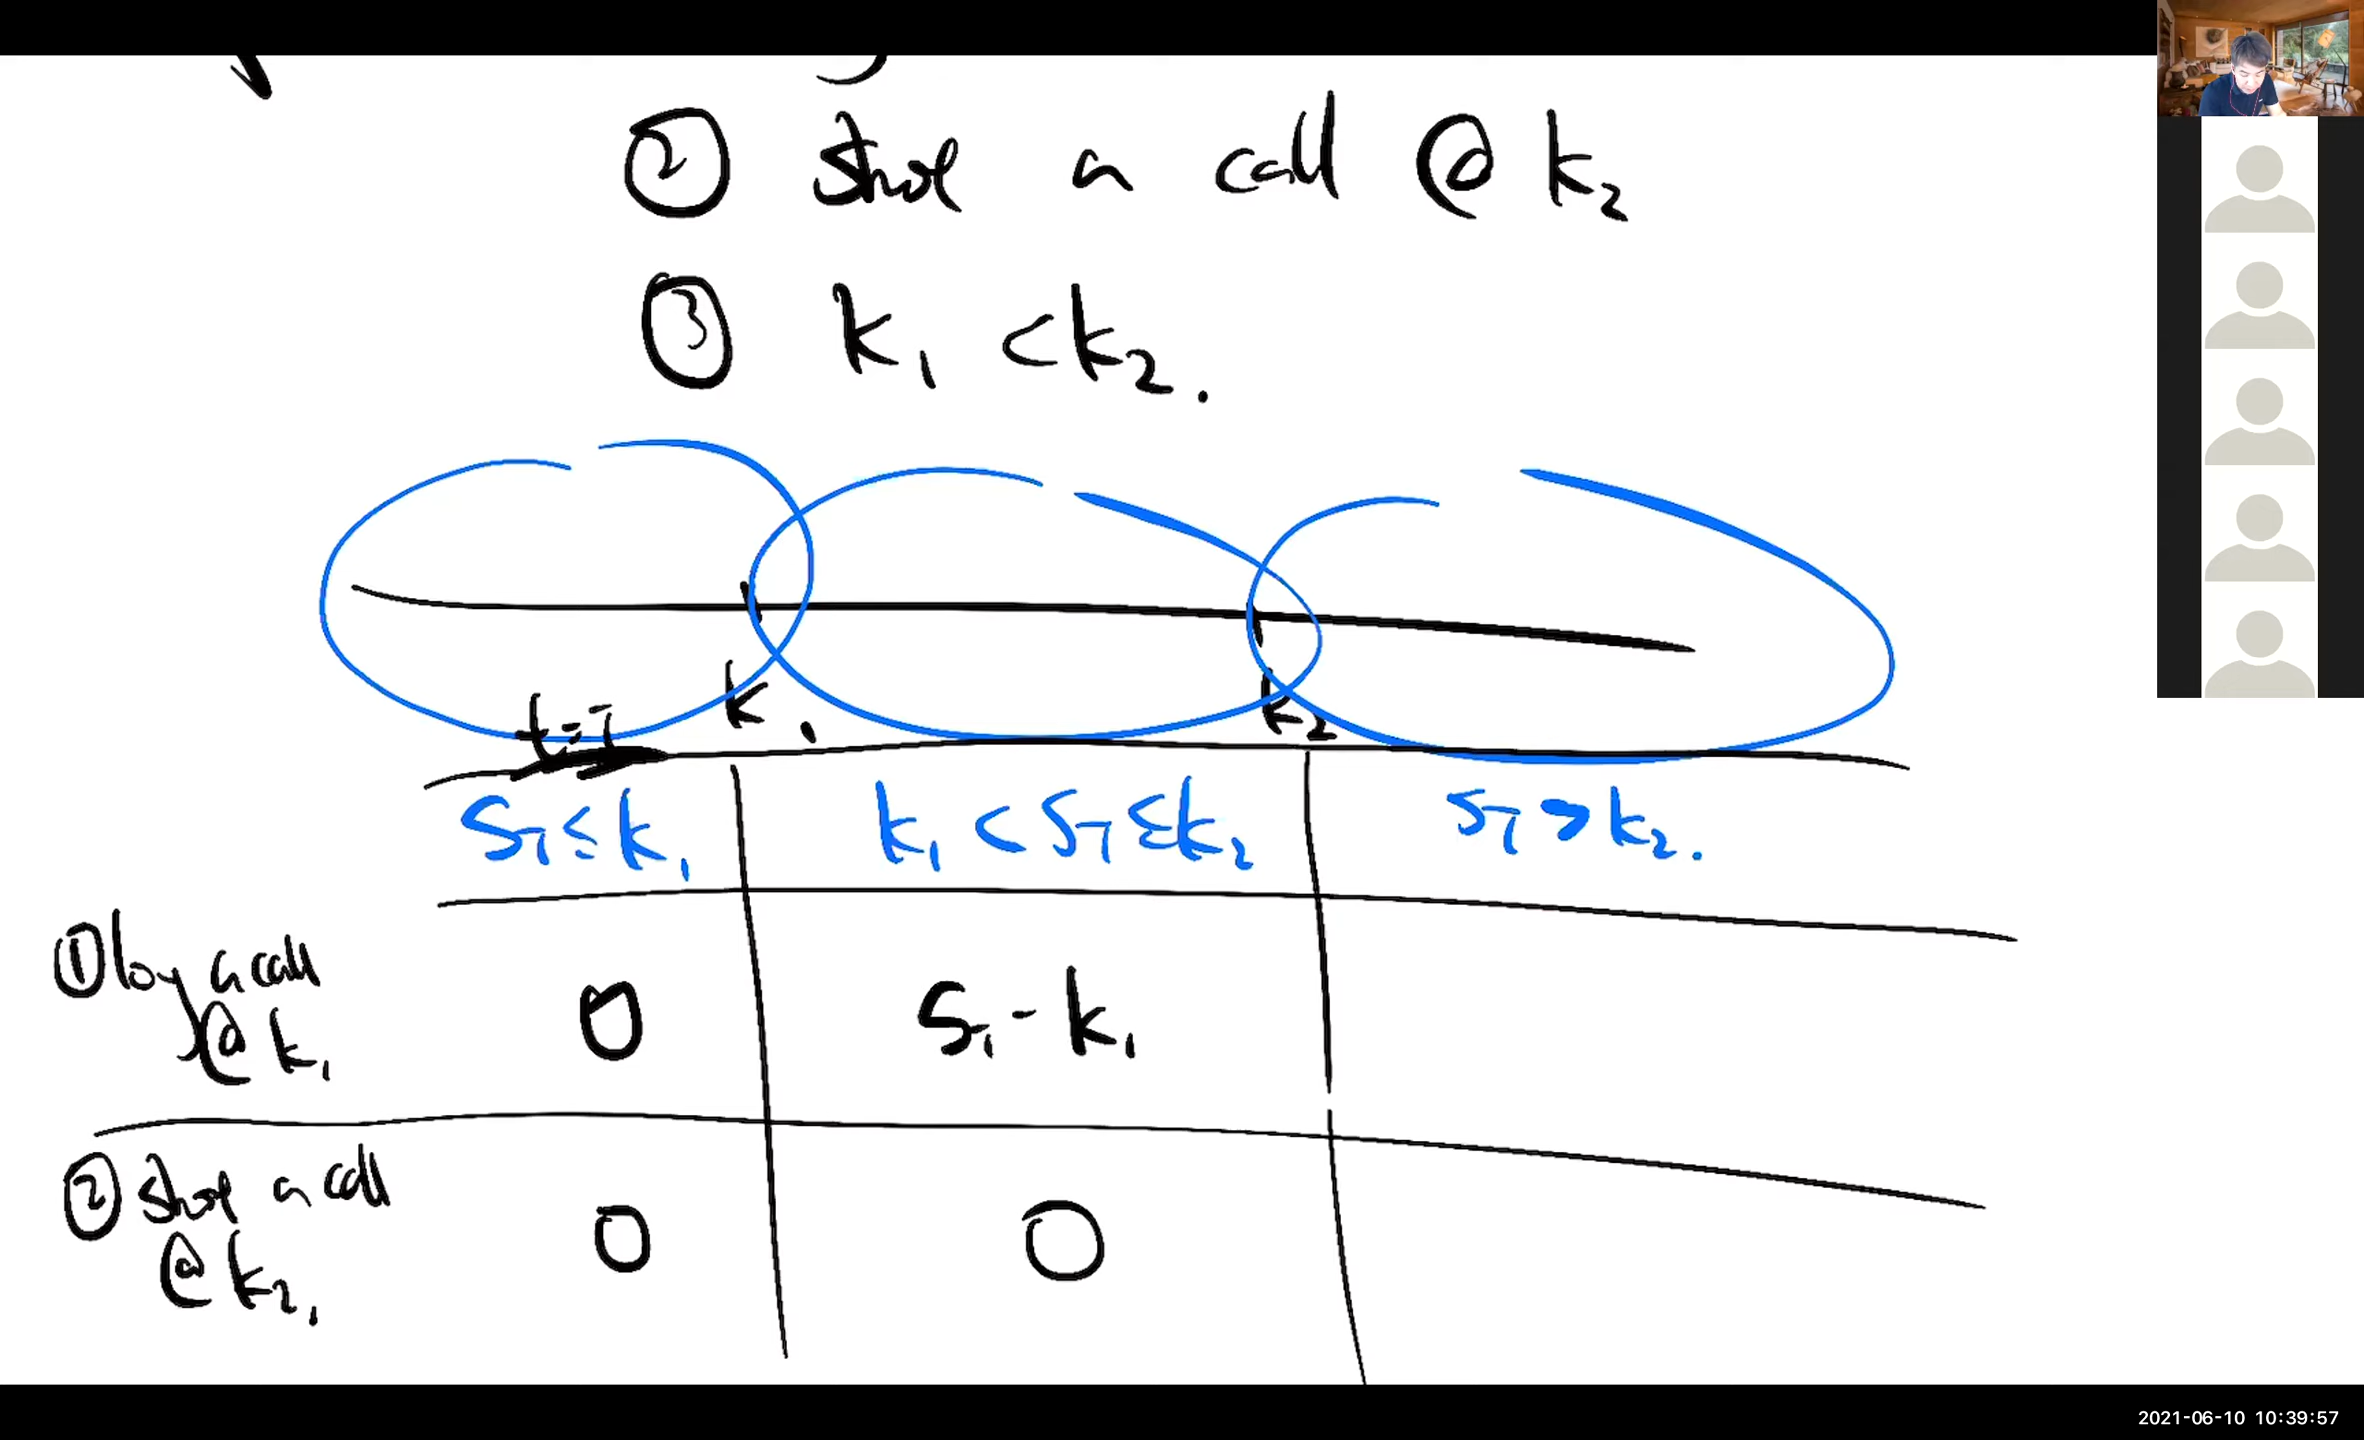 ② short a call @ k₂
③ k₁ < k₂.
k₁ k₂
t=T
S_T ≤ k₁ k₁ < S_T ≤ k₂ S_T > k₂.
① long a call 0 S_T - k₁
@ k₁
② short a call 0 0
@ k₂,
2021-06-10 10:39:57